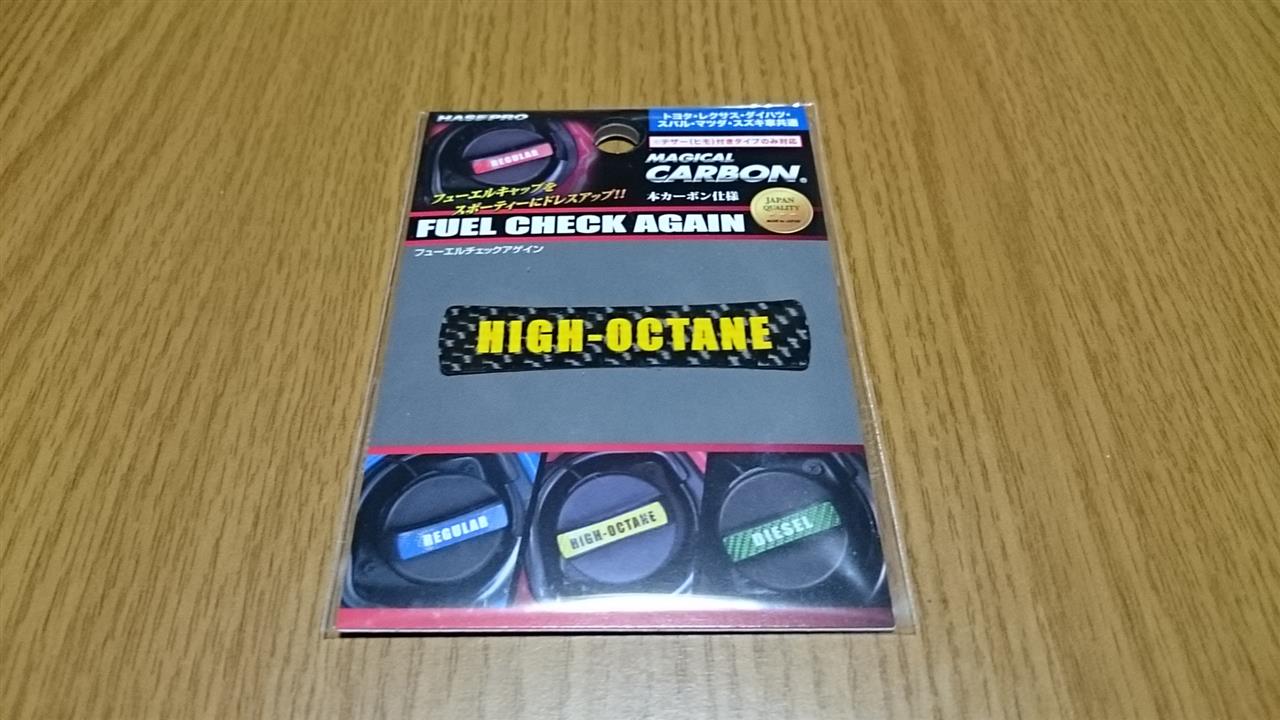 HASEPRO
トヨタ・レクサス・ダイハツ・
スバル・マツダ・スズキ車共通
※テザー(ヒモ)付きタイプのみ対応
REGULAR
MAGICAL
CARBON®
本カーボン仕様
JAPAN
QUALITY
MADE IN JAPAN
フューエルキャップを
スポーティーにドレスアップ!!
FUEL CHECK AGAIN
フューエルチェックアゲイン
HIGH-OCTANE
REGULAR
HIGH-OCTANE
DIESEL